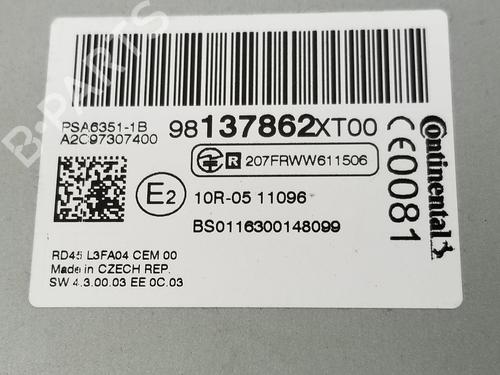 PSA6351-1B
A2C97307400
98137862XT00
R 207FRWW611506
E2
10R-05 11096
BS0116300148099
RD45 L3FA04 CEM 00
Made in CZECH REP.
SW 4.3.00.03 EE 0C.03
CE0081
Continental
B-PARTS